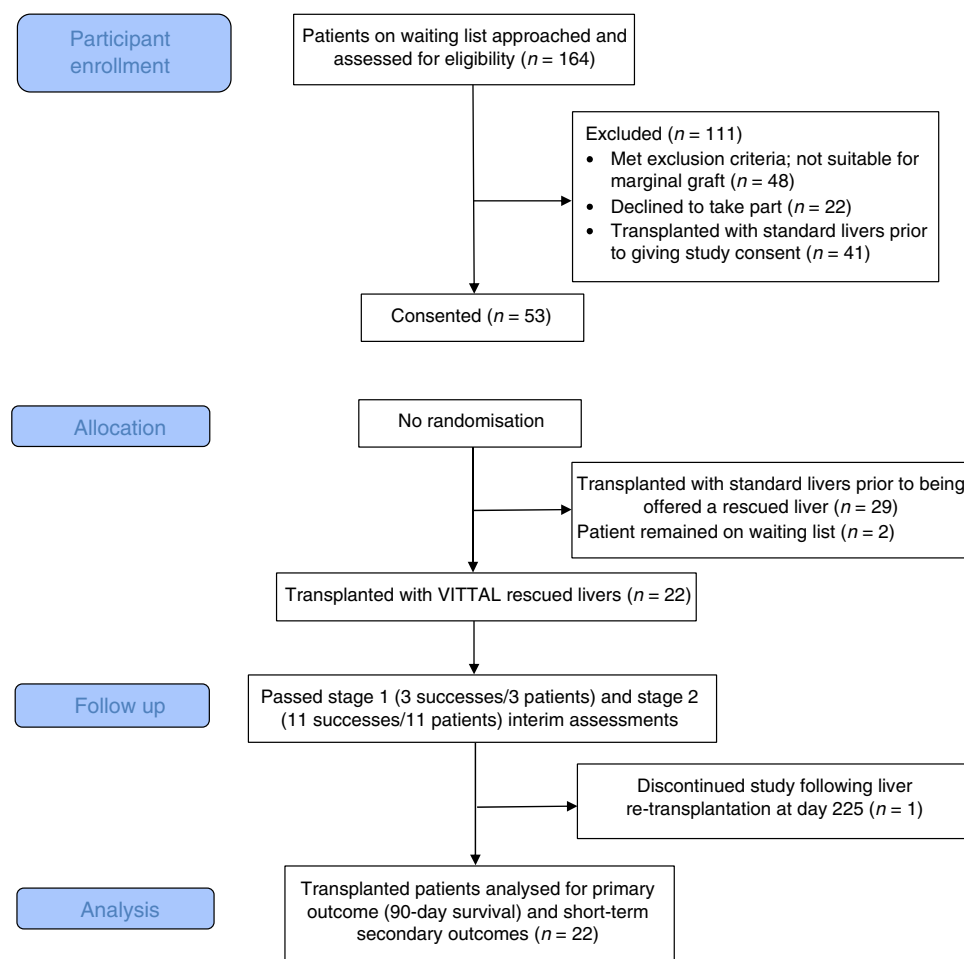 Participant
enrollment
Patients on waiting list approached and
assessed for eligibility (n = 164)
Excluded (n = 111)
• Met exclusion criteria; not suitable for
marginal graft (n = 48)
• Declined to take part (n = 22)
• Transplanted with standard livers prior
to giving study consent (n = 41)
Consented (n = 53)
Allocation
No randomisation
Transplanted with standard livers prior to being
offered a rescued liver (n = 29)
Patient remained on waiting list (n = 2)
Transplanted with VITTAL rescued livers (n = 22)
Follow up
Passed stage 1 (3 successes/3 patients) and stage 2
(11 successes/11 patients) interim assessments
Discontinued study following liver
re-transplantation at day 225 (n = 1)
Analysis
Transplanted patients analysed for primary
outcome (90-day survival) and short-term
secondary outcomes (n = 22)